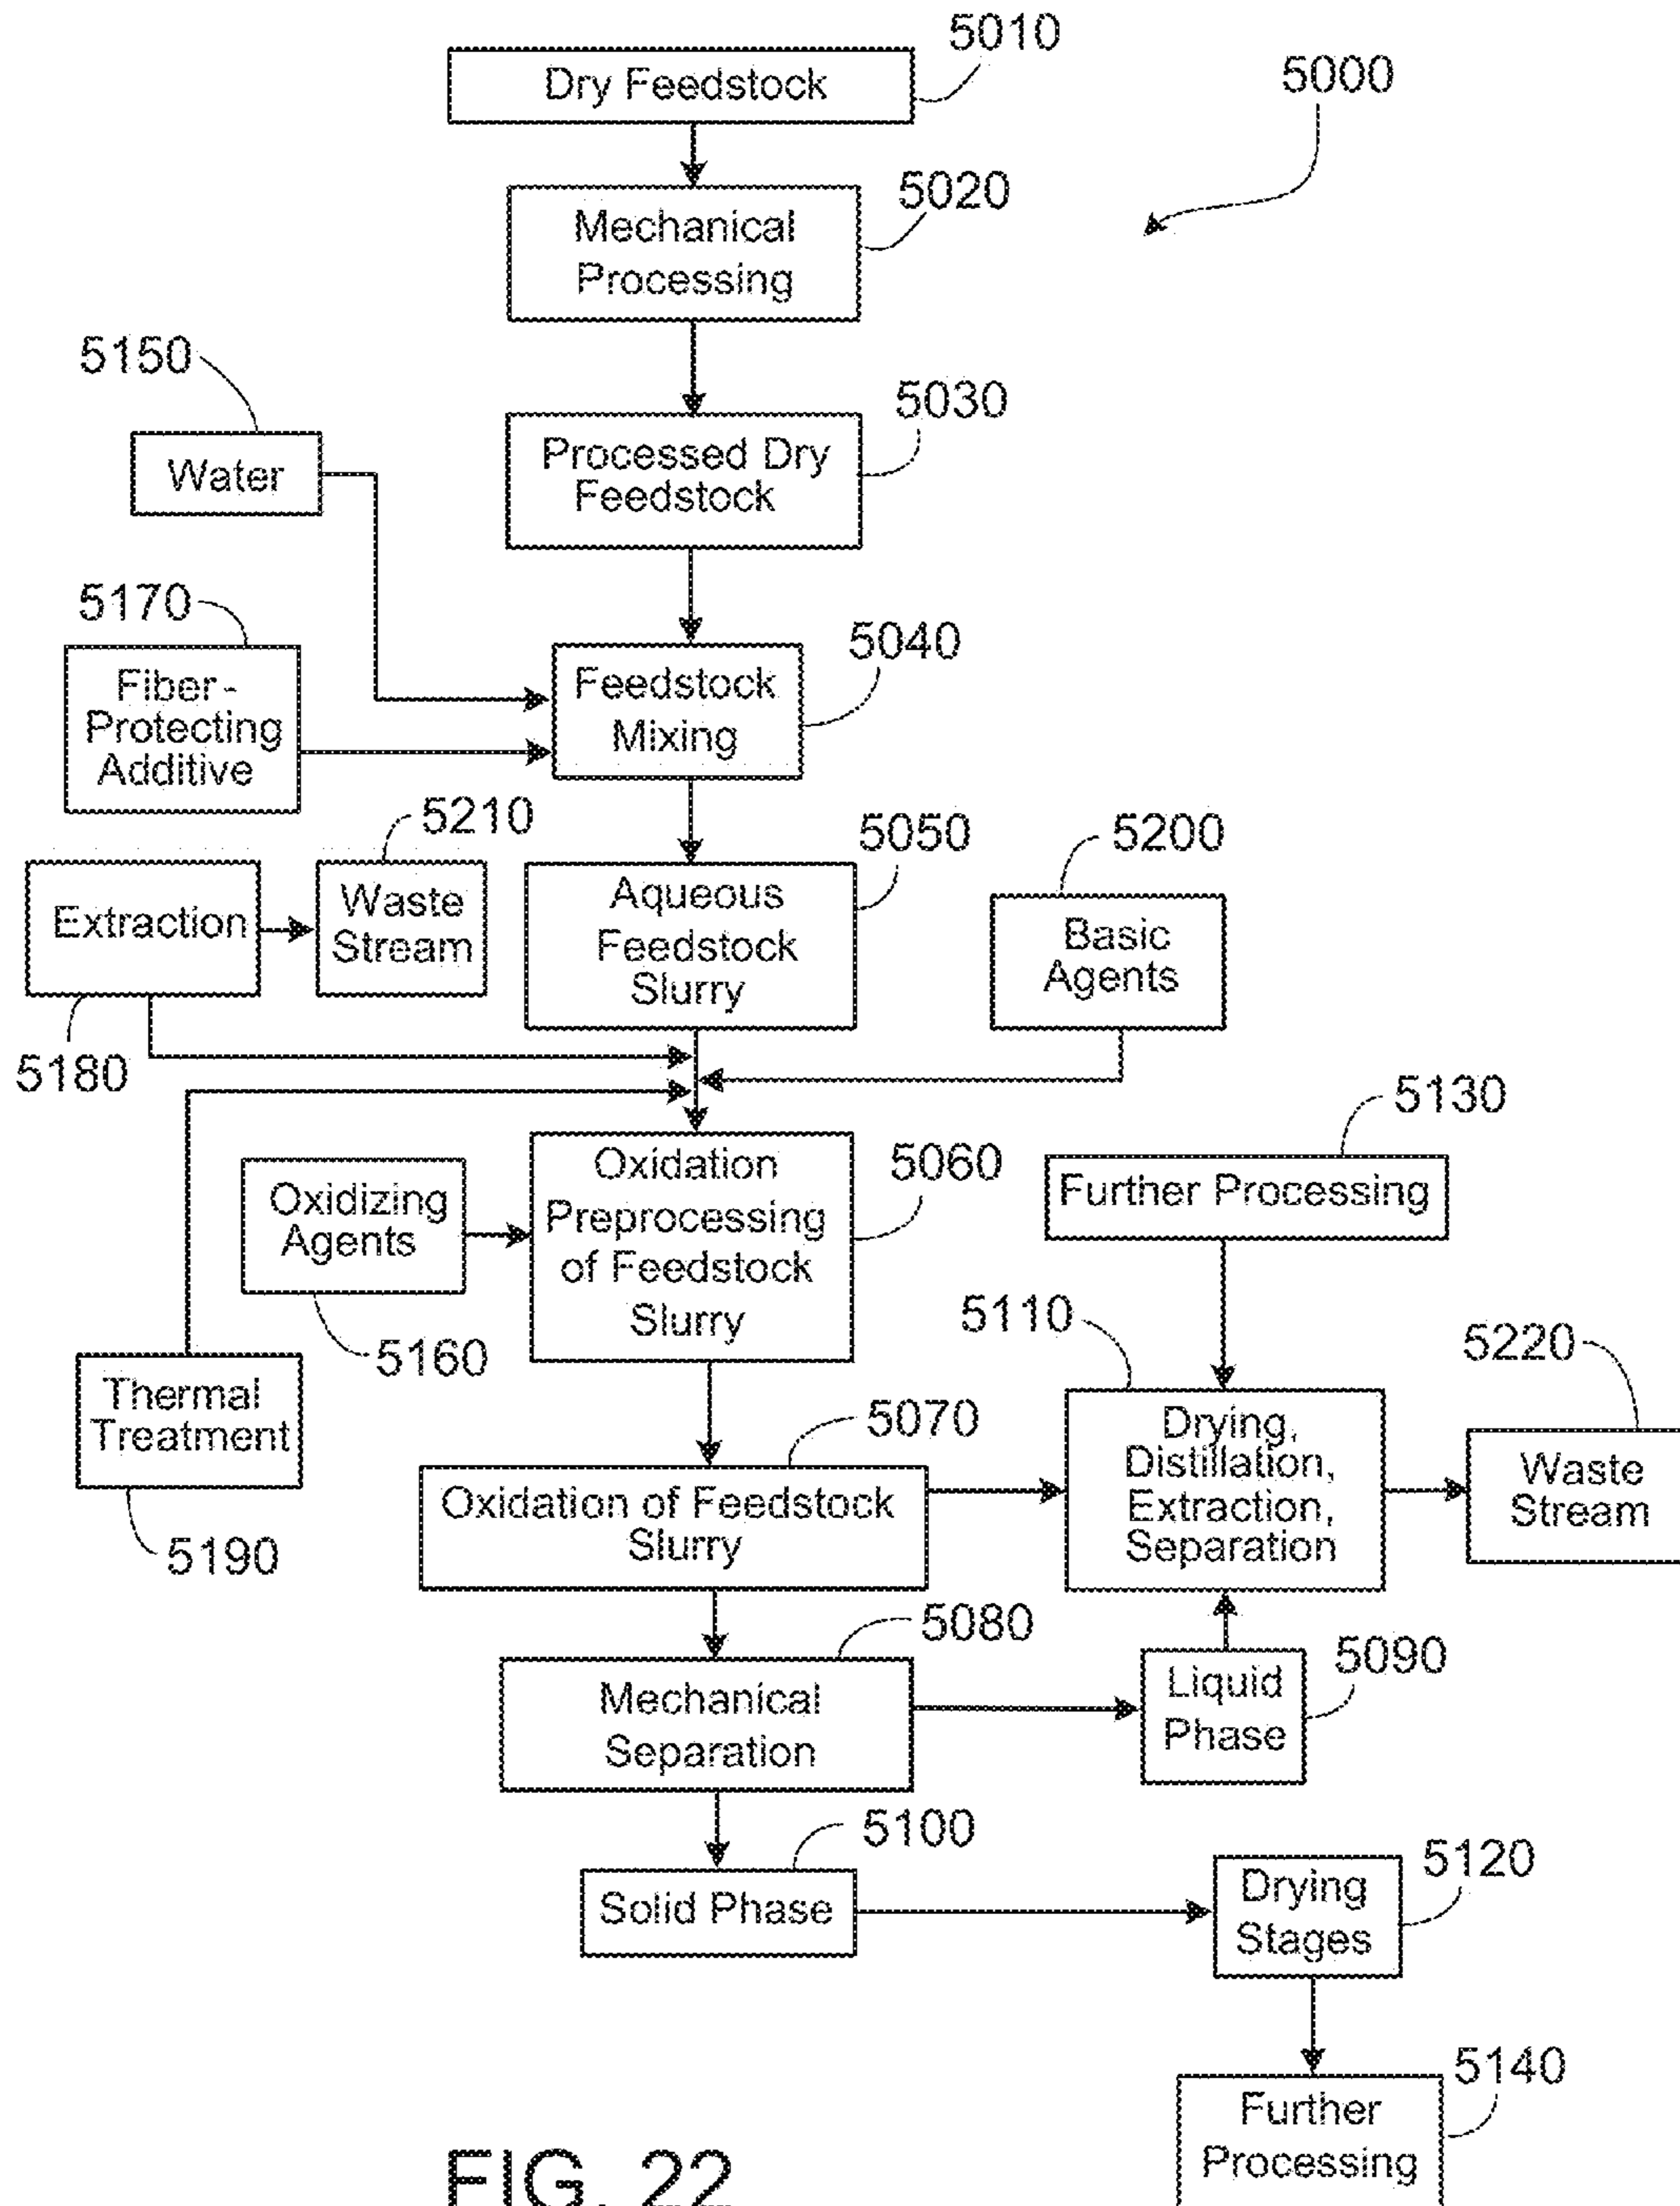 5010
Dry Feedstock
5000
5020
Mechanical
Processing
5150
5030
Water
Processed Dry
Feedstock
5170
5040
Fiber-
Protecting
Additive
Feedstock
Mixing
5210
5050
5200
Extraction
Waste
Stream
Aqueous
Feedstock
Slurry
Basic
Agents
5180
5130
Oxidizing
Agents
Oxidation
Preprocessing
of Feedstock
Slurry
5060
Further Processing
5110
5160
5220
Thermal
Treatment
5070
Drying,
Distillation,
Extraction,
Separation
Waste
Stream
5190
Oxidation of Feedstock
Slurry
5080
Mechanical
Separation
Liquid
Phase
5090
5100
Solid Phase
Drying
Stages
5120
5140
Further
Processing
FIG. 22